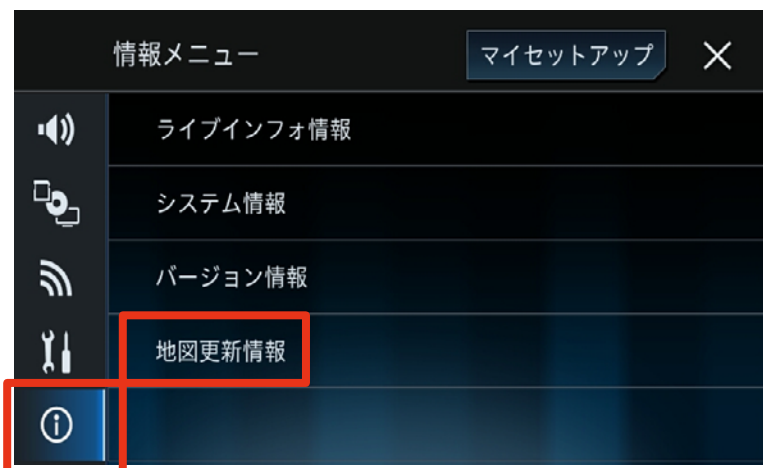 情報メニュー
マイセットアップ
ライブインフォ情報
システム情報
バージョン情報
地図更新情報